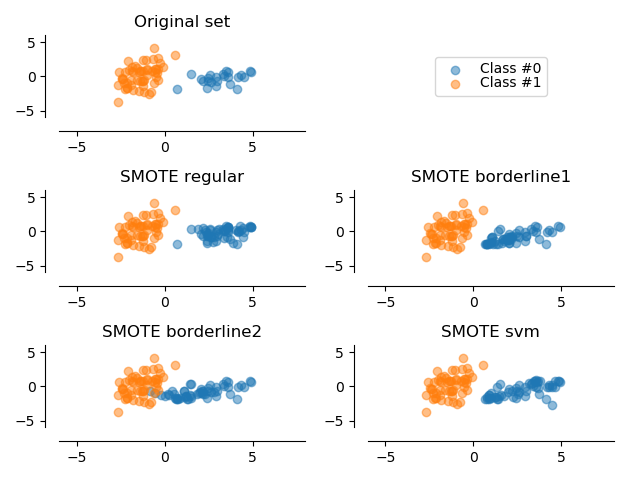 Original set
5
0
−5
−5 0 5
Class #0
Class #1
SMOTE regular
5
0
−5
−5 0 5
SMOTE borderline1
5
0
−5
−5 0 5
SMOTE borderline2
5
0
−5
−5 0 5
SMOTE svm
5
0
−5
−5 0 5